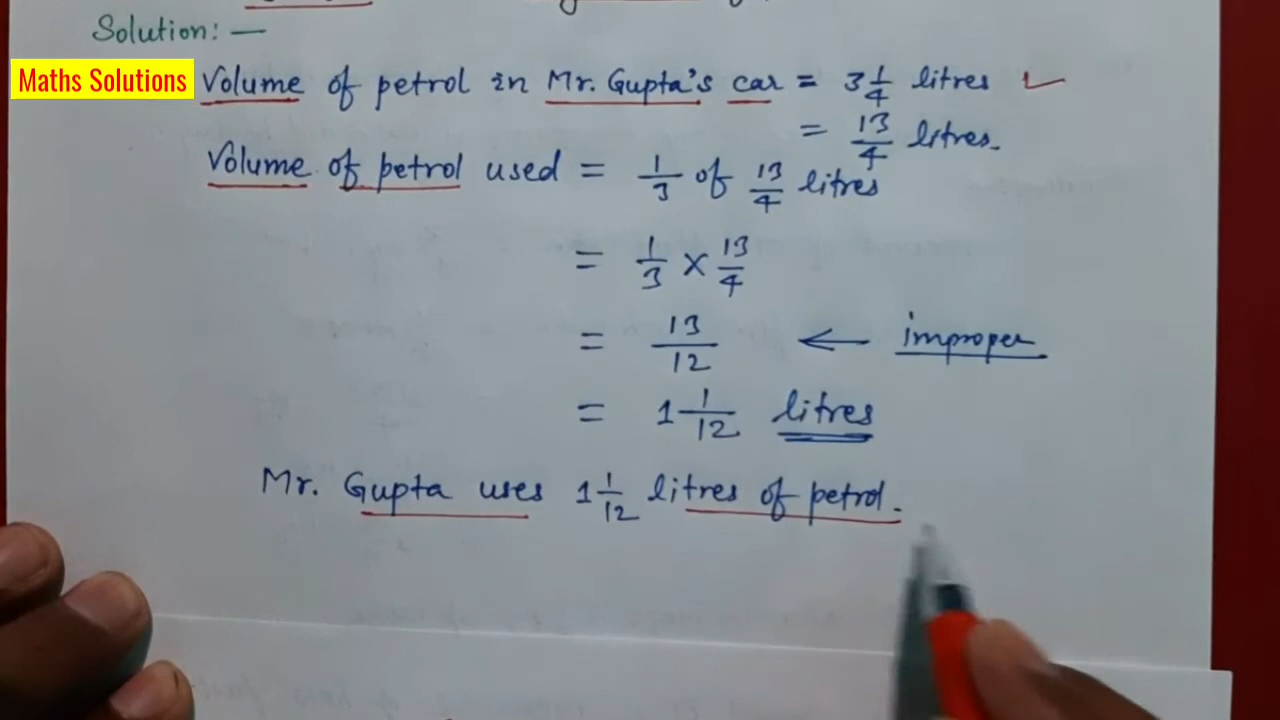 Solution:—
Maths Solutions
Volume of petrol in Mr. Gupta's car = 3 1/4 litres
= 13/4 litres.
Volume of petrol used = 1/3 of 13/4 litres
= 1/3 × 13/4
= 13/12 ← improper
= 1 1/12 litres
Mr. Gupta uses 1 1/12 litres of petrol.